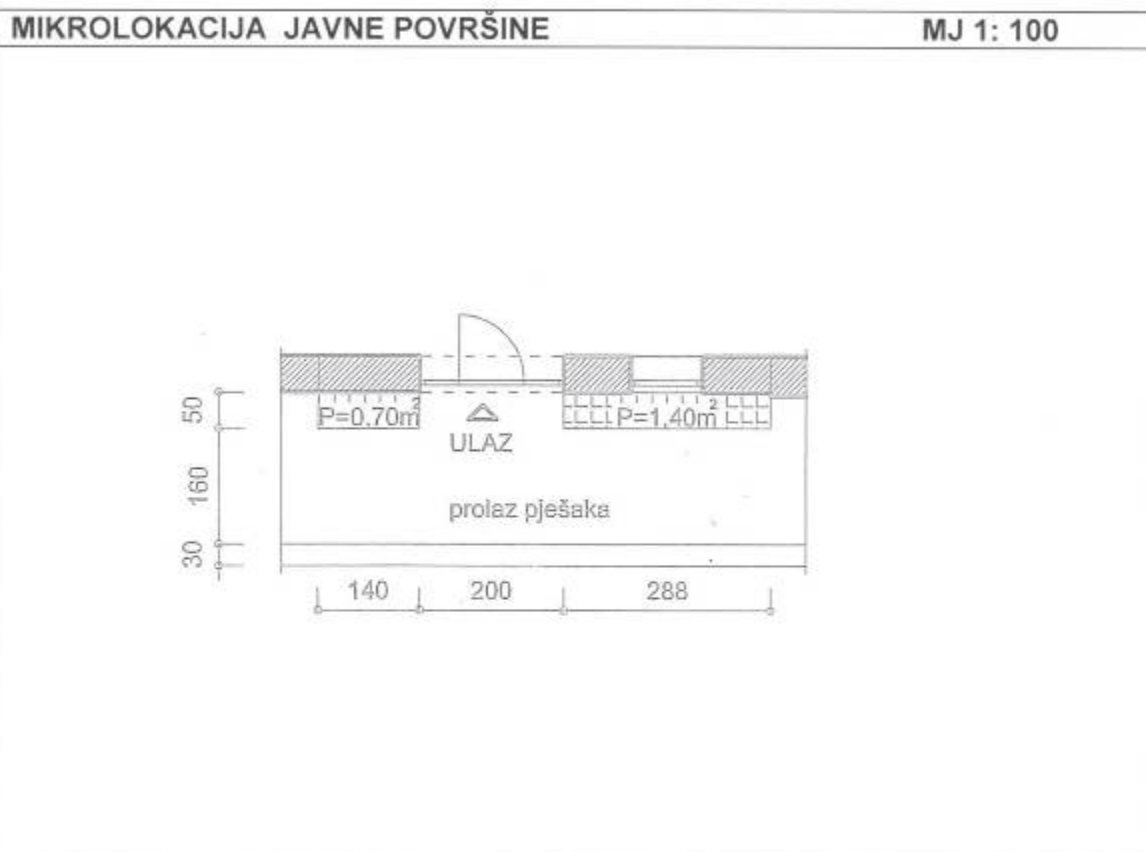 MIKROLOKACIJA JAVNE POVRŠINE MJ 1: 100
50
P=0.70m²
P=1.40m²
ULAZ
160
prolaz pješaka
30
140 200 288